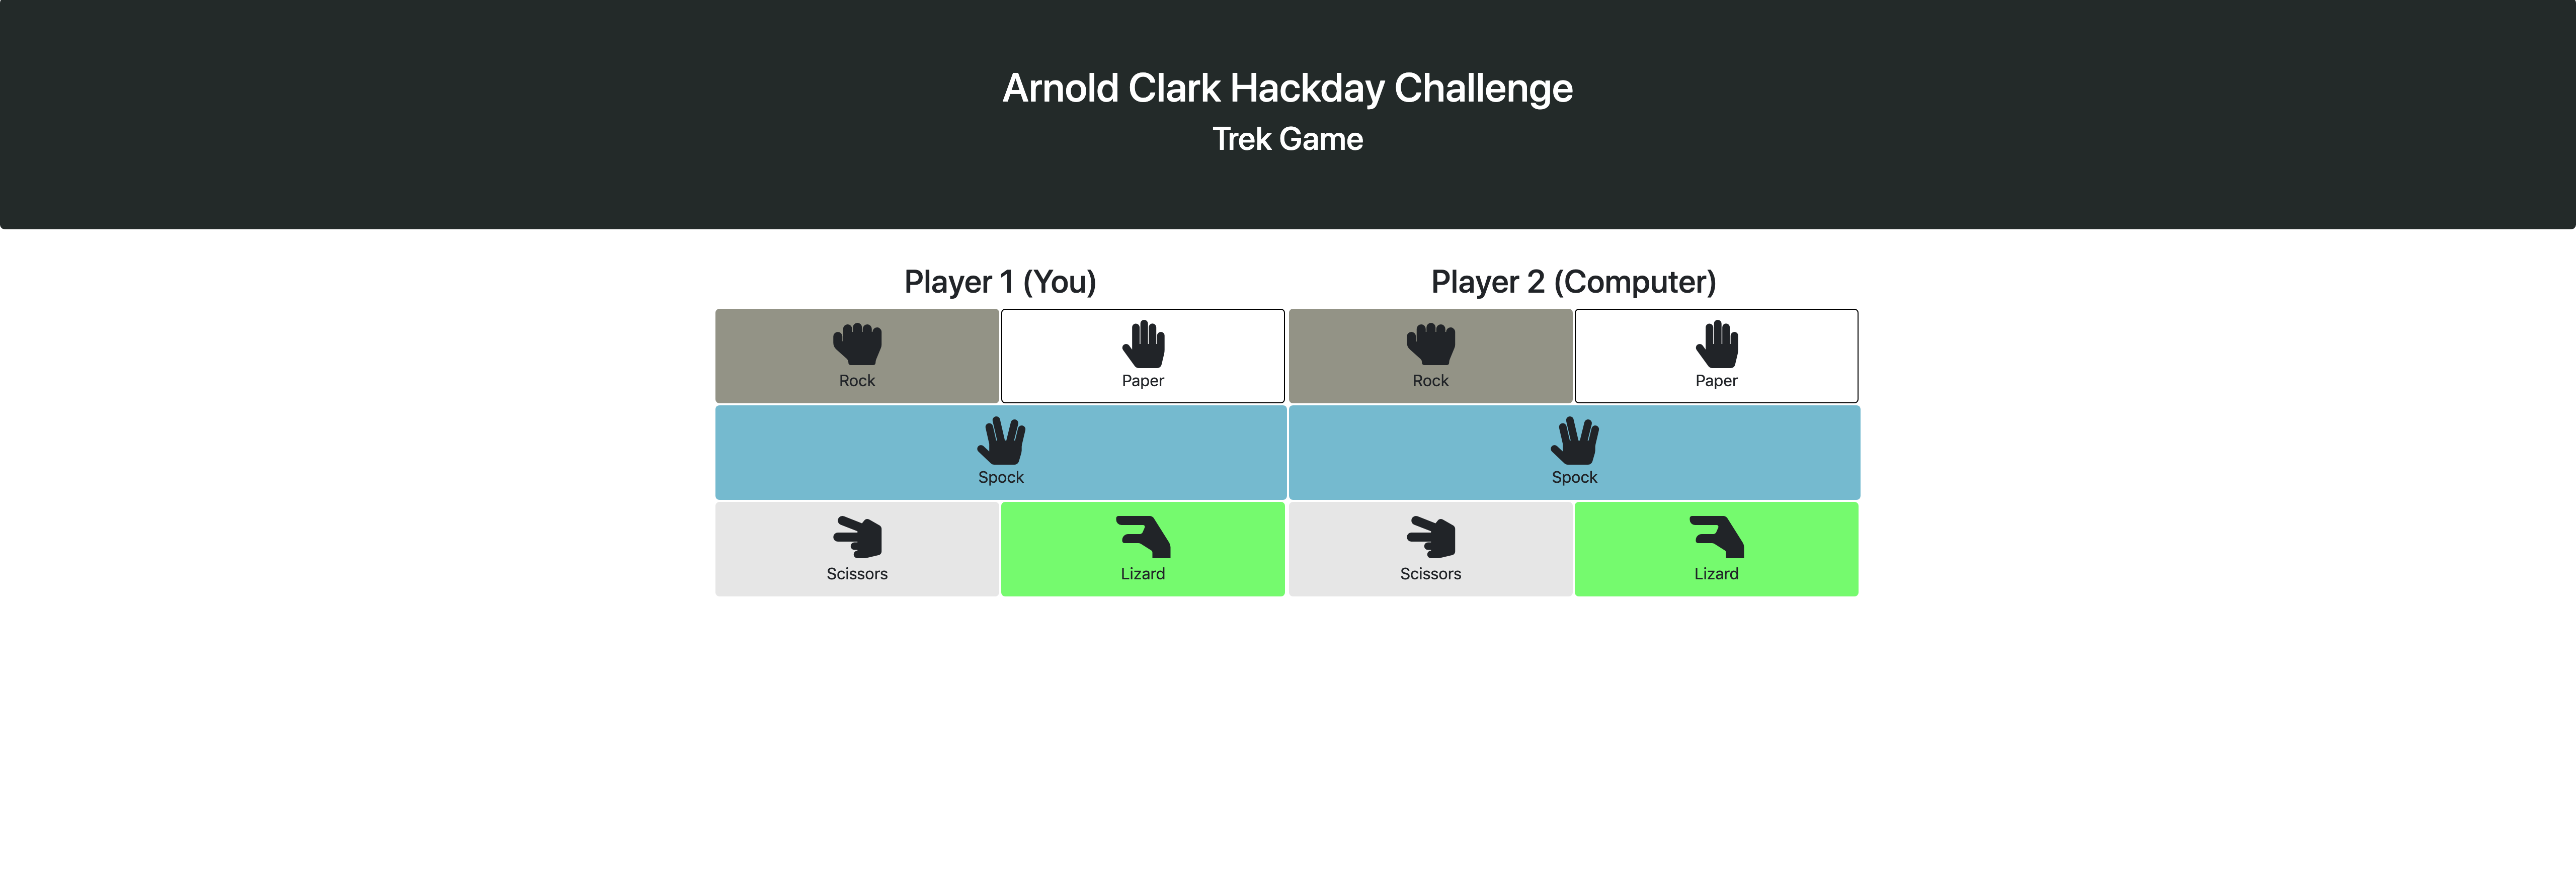 Arnold Clark Hackday Challenge
Trek Game
Player 1 (You)
Player 2 (Computer)
Rock
Paper
Rock
Paper
Spock
Spock
Scissors
Lizard
Scissors
Lizard